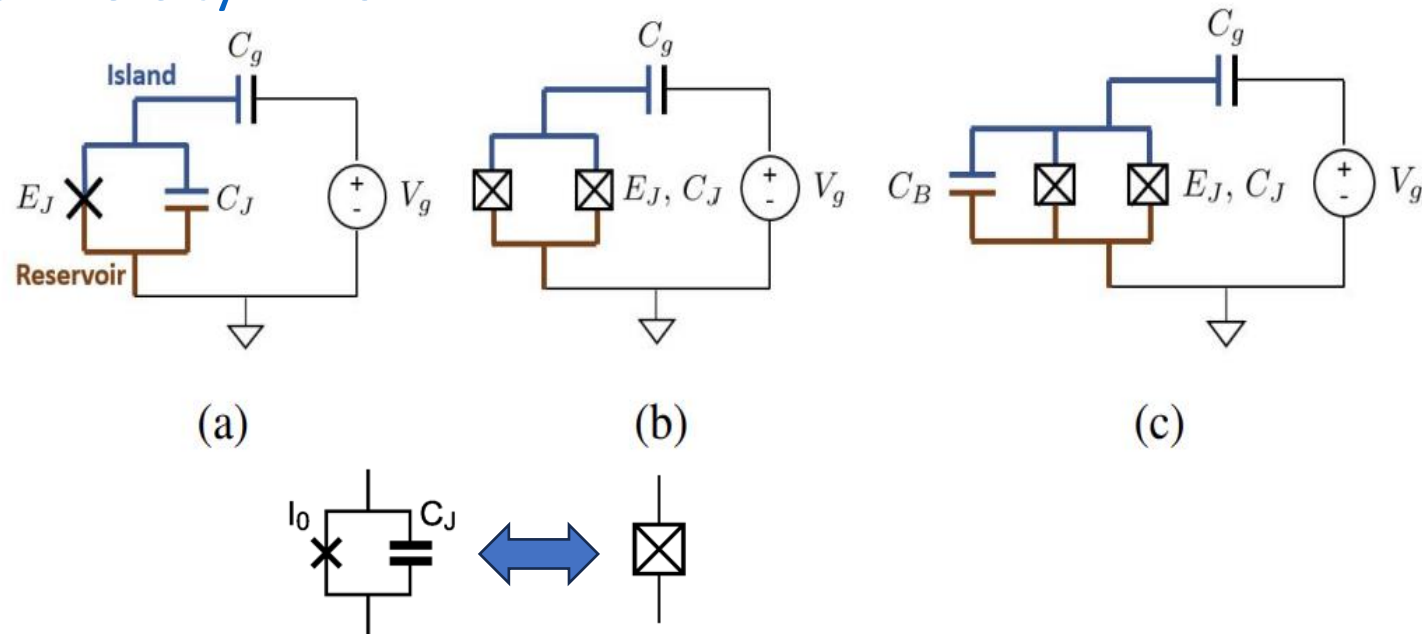 C_g
Island
E_J
C_J
+
-
V_g
Reservoir
(a)
C_g
E_J, C_J
+
-
V_g
(b)
C_g
C_B
E_J, C_J
+
-
V_g
(c)
I_0
C_J